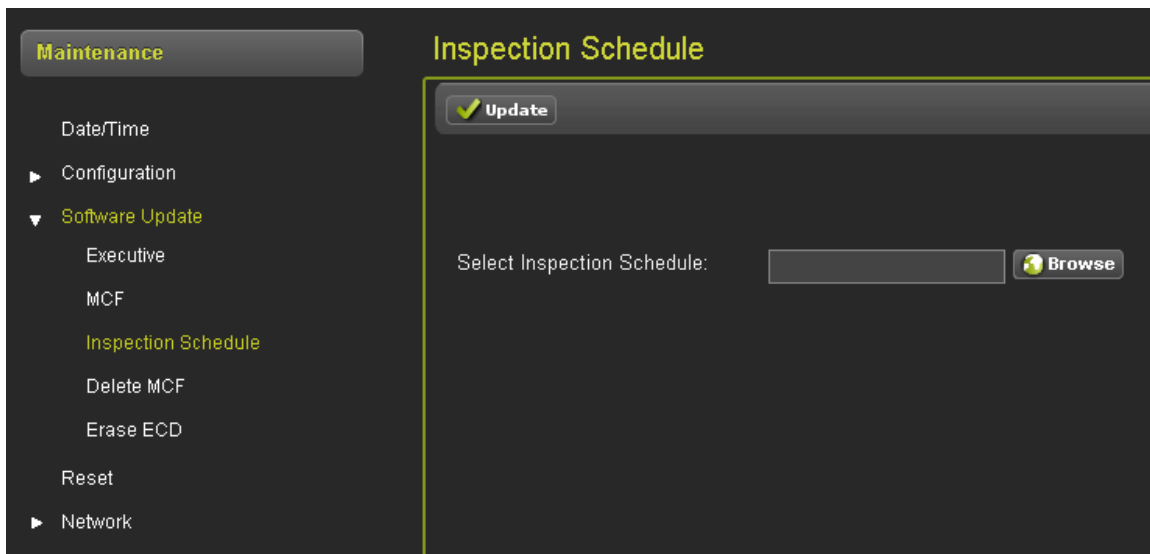 Maintenance
Date/Time
Configuration
Software Update
Executive
MCF
Inspection Schedule
Delete MCF
Erase ECD
Reset
Network
Inspection Schedule
Update
Select Inspection Schedule:
Browse